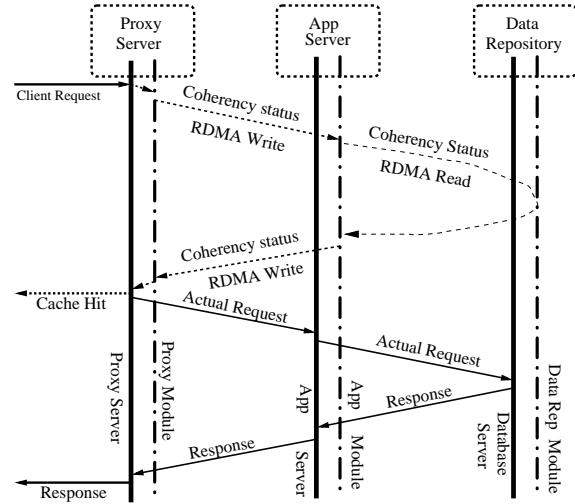 Proxy
Server
App
Server
Data
Repository
Client Request
Coherency status
RDMA Write
Coherency Status
RDMA Read
Coherency status
RDMA Write
Cache Hit
Actual Request
Actual Request
Response
Response
Response
Proxy Server
Proxy Module
App Server
App Module
Database
Server
Data Rep Module